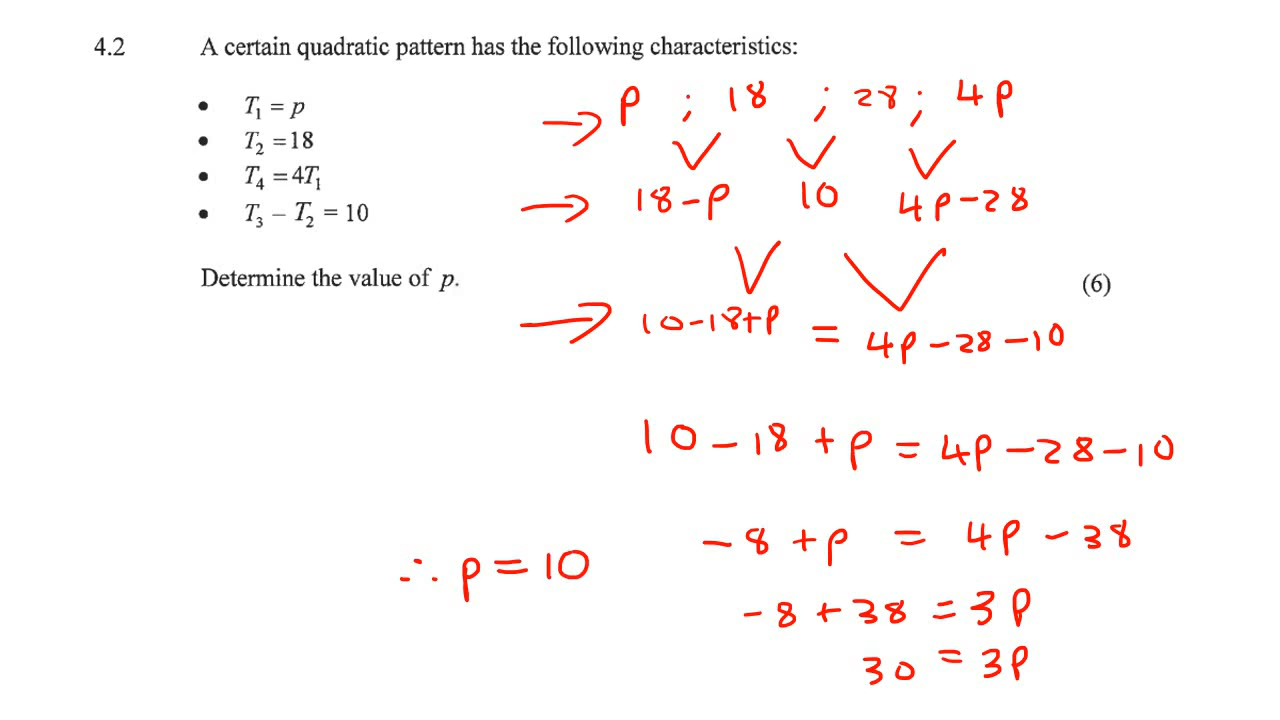 4.2 A certain quadratic pattern has the following characteristics:
• T₁ = p
• T₂ = 18
• T₄ = 4T₁
• T₃ – T₂ = 10
Determine the value of p.
(6)
→ p ; 18 ; 28 ; 4p
→ 18-p 10 4p-28
→ 10-18+p = 4p-28-10
10-18+p = 4p-28-10
-8+p = 4p-38
-8+38 = 3p
30 = 3p
∴ p = 10